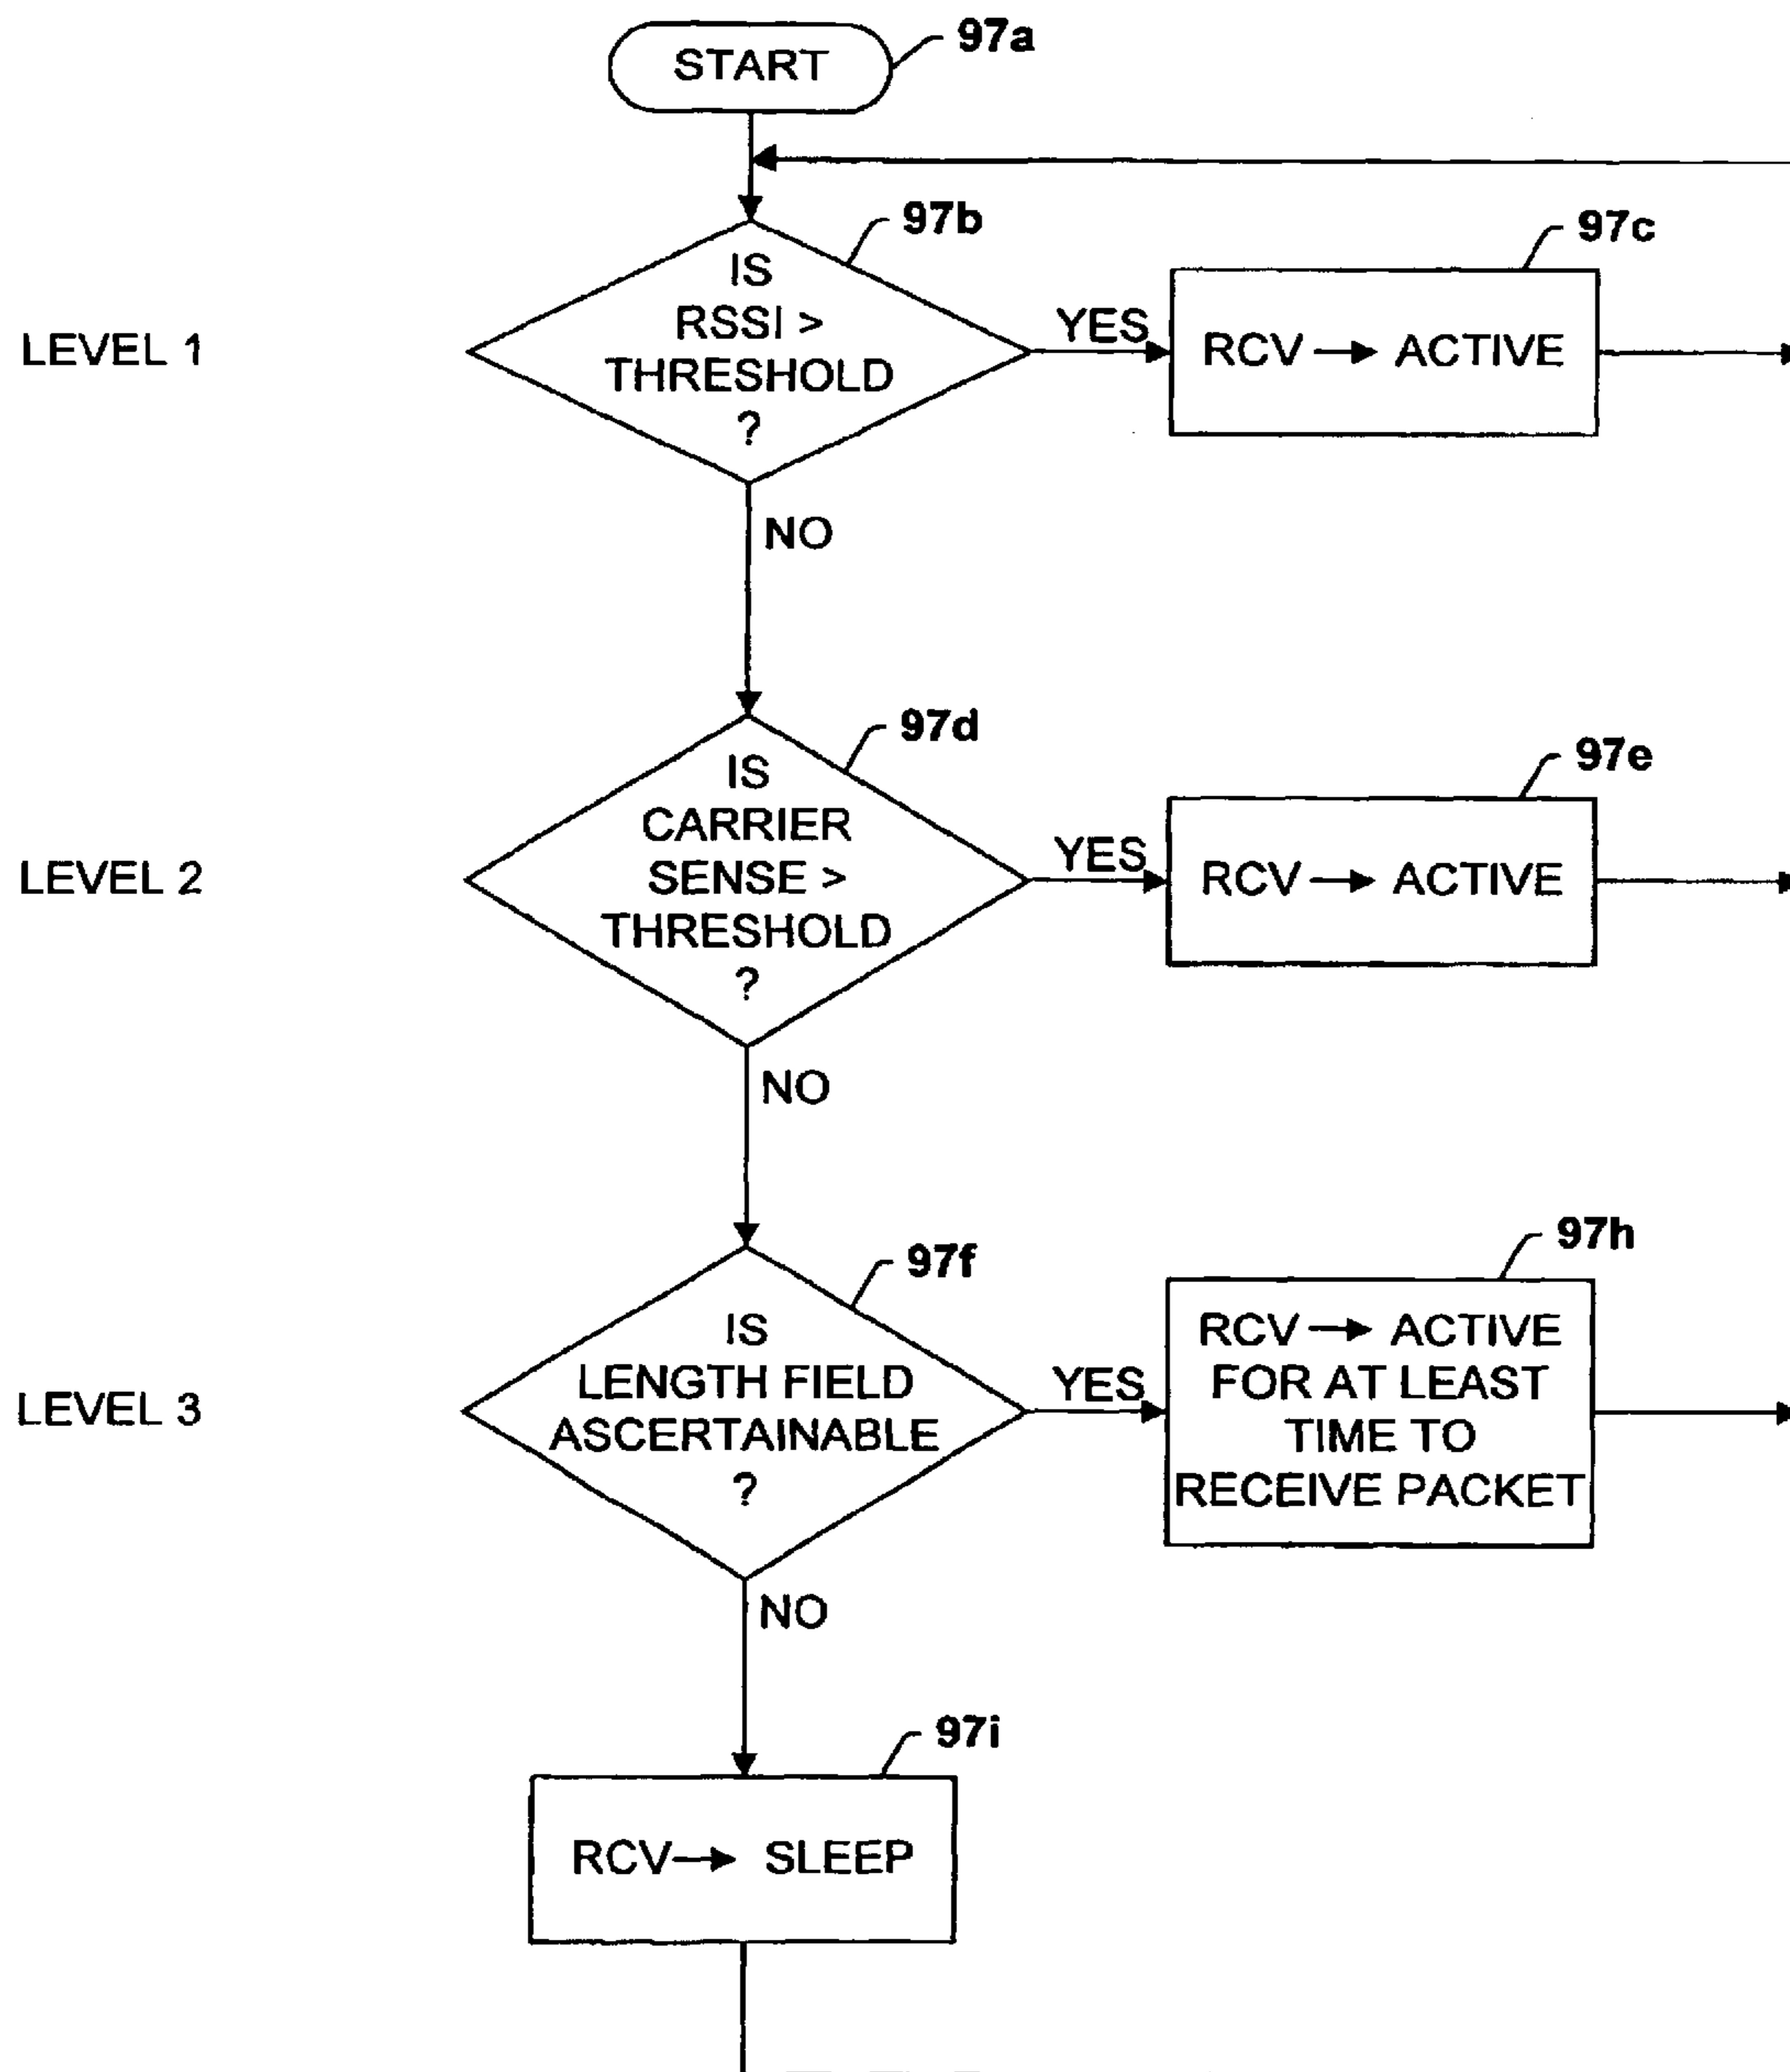 START
97a
97b
97c
LEVEL 1
IS
RSSI >
THRESHOLD
?
YES
RCV → ACTIVE
NO
97d
97e
LEVEL 2
IS
CARRIER
SENSE >
THRESHOLD
?
YES
RCV → ACTIVE
NO
97f
97h
LEVEL 3
IS
LENGTH FIELD
ASCERTAINABLE
?
YES
RCV → ACTIVE
FOR AT LEAST
TIME TO
RECEIVE PACKET
NO
97i
RCV → SLEEP